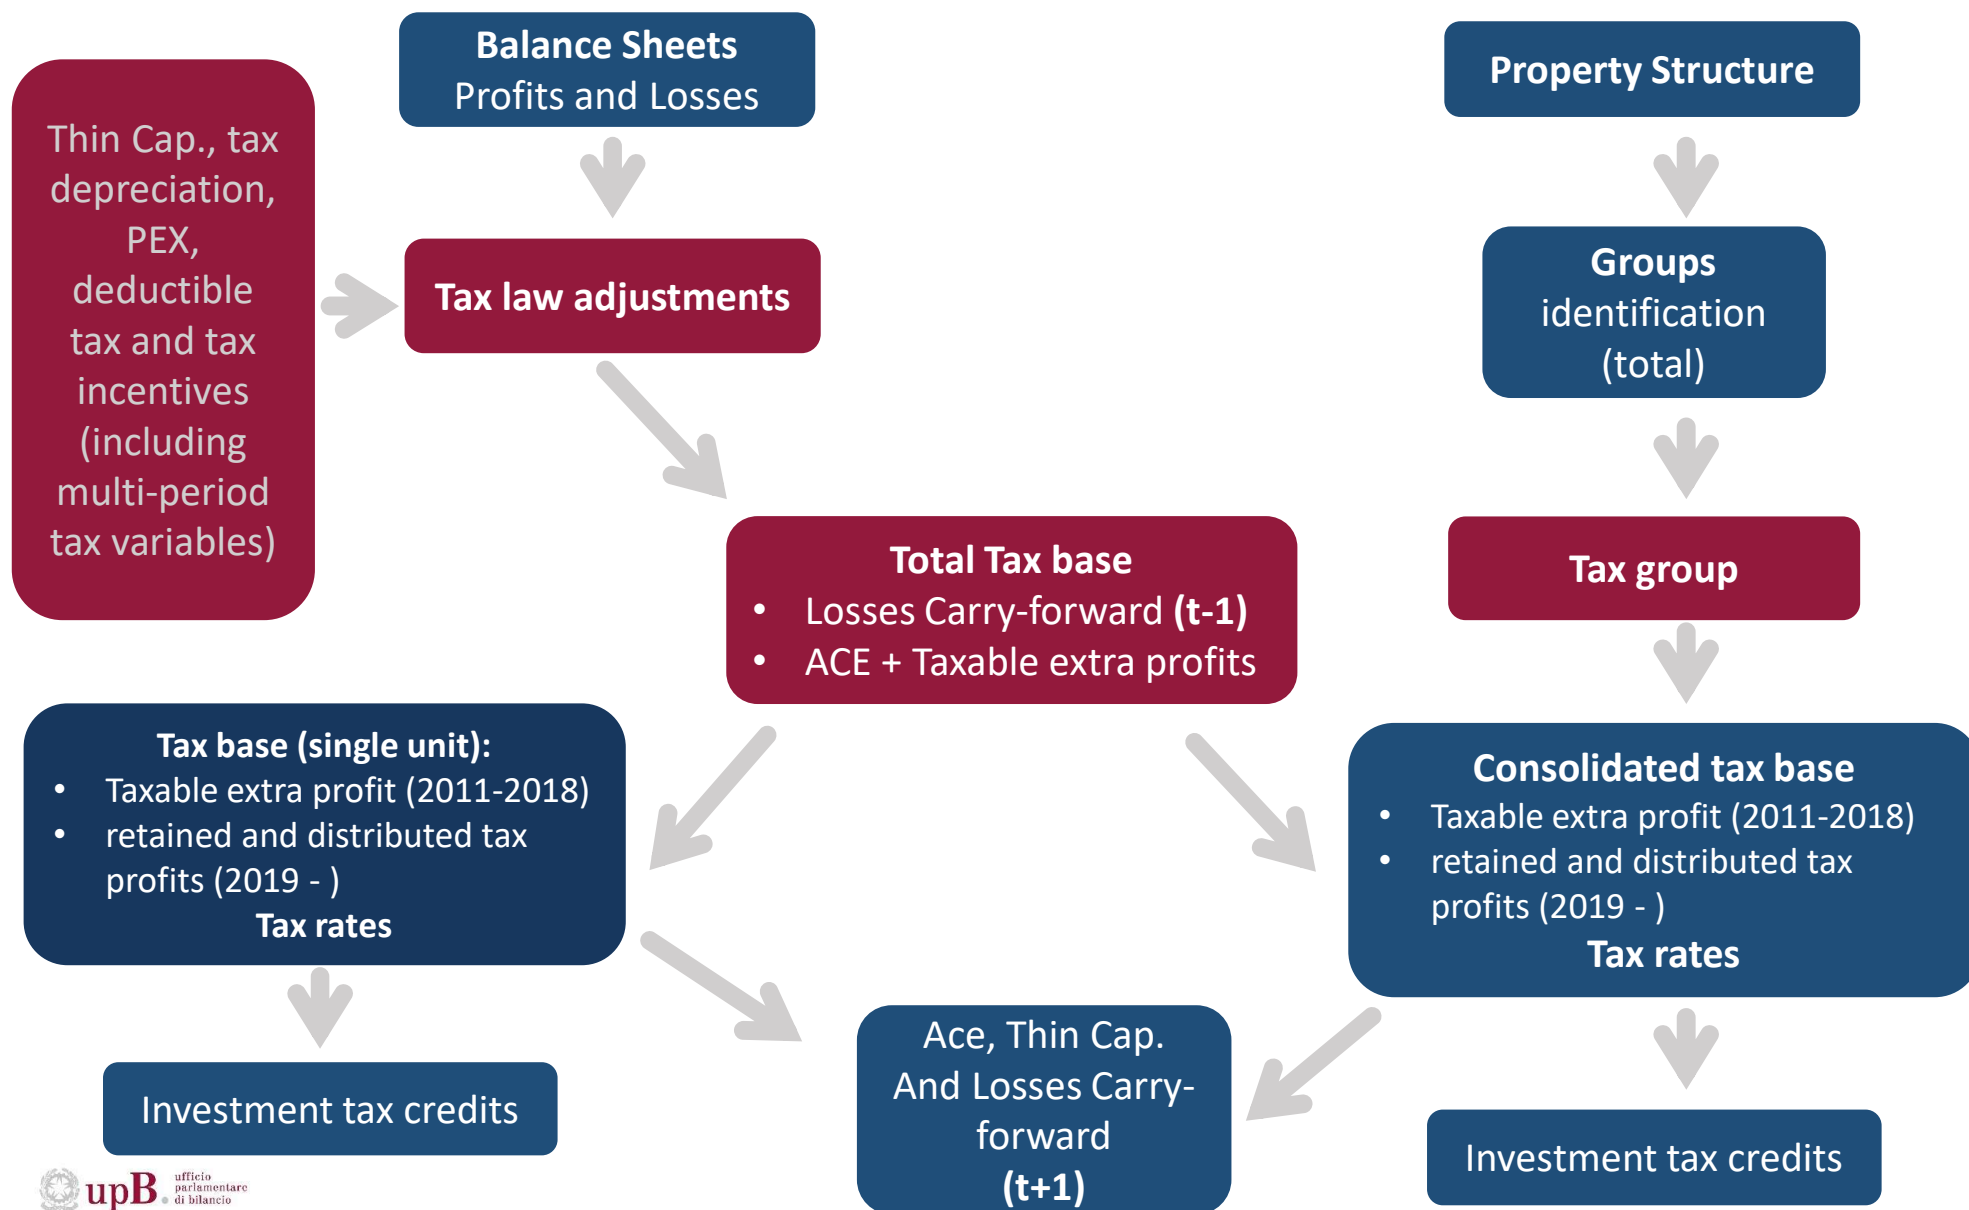 Balance Sheets
Profits and Losses
Property Structure
Thin Cap., tax
depreciation,
PEX,
deductible
tax and tax
incentives
(including
multi-period
tax variables)
Tax law adjustments
Groups
identification
(total)
Total Tax base
• Losses Carry-forward (t-1)
• ACE + Taxable extra profits
Tax group
Tax base (single unit):
• Taxable extra profit (2011-2018)
• retained and distributed tax
profits (2019 - )
Tax rates
Consolidated tax base
• Taxable extra profit (2011-2018)
• retained and distributed tax
profits (2019 - )
Tax rates
Investment tax credits
Ace, Thin Cap.
And Losses Carry-
forward
(t+1)
Investment tax credits
upB.
ufficio
parlamentare
di bilancio